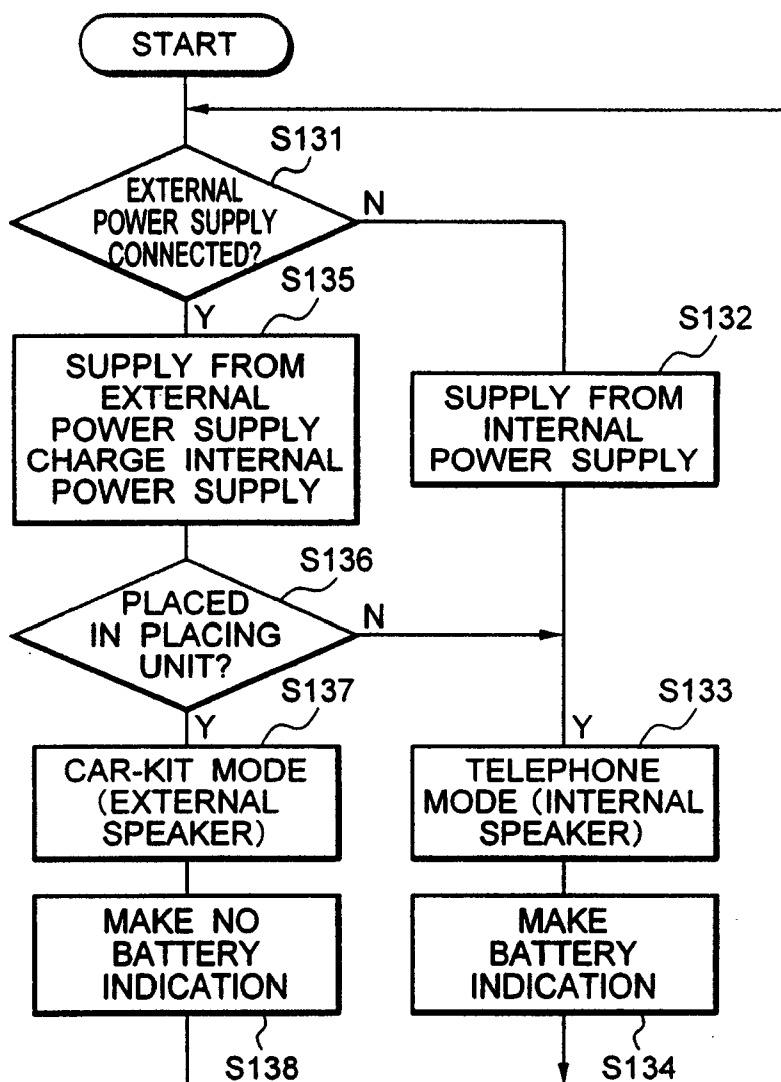 START
S131
EXTERNAL
POWER SUPPLY
CONNECTED?
N
Y
S135
SUPPLY FROM
EXTERNAL
POWER SUPPLY
CHARGE INTERNAL
POWER SUPPLY
S132
SUPPLY FROM
INTERNAL
POWER SUPPLY
S136
PLACED
IN PLACING
UNIT?
N
Y
S137
CAR-KIT MODE
(EXTERNAL
SPEAKER)
Y
S133
TELEPHONE
MODE (INTERNAL
SPEAKER)
MAKE NO
BATTERY
INDICATION
S138
MAKE
BATTERY
INDICATION
S134